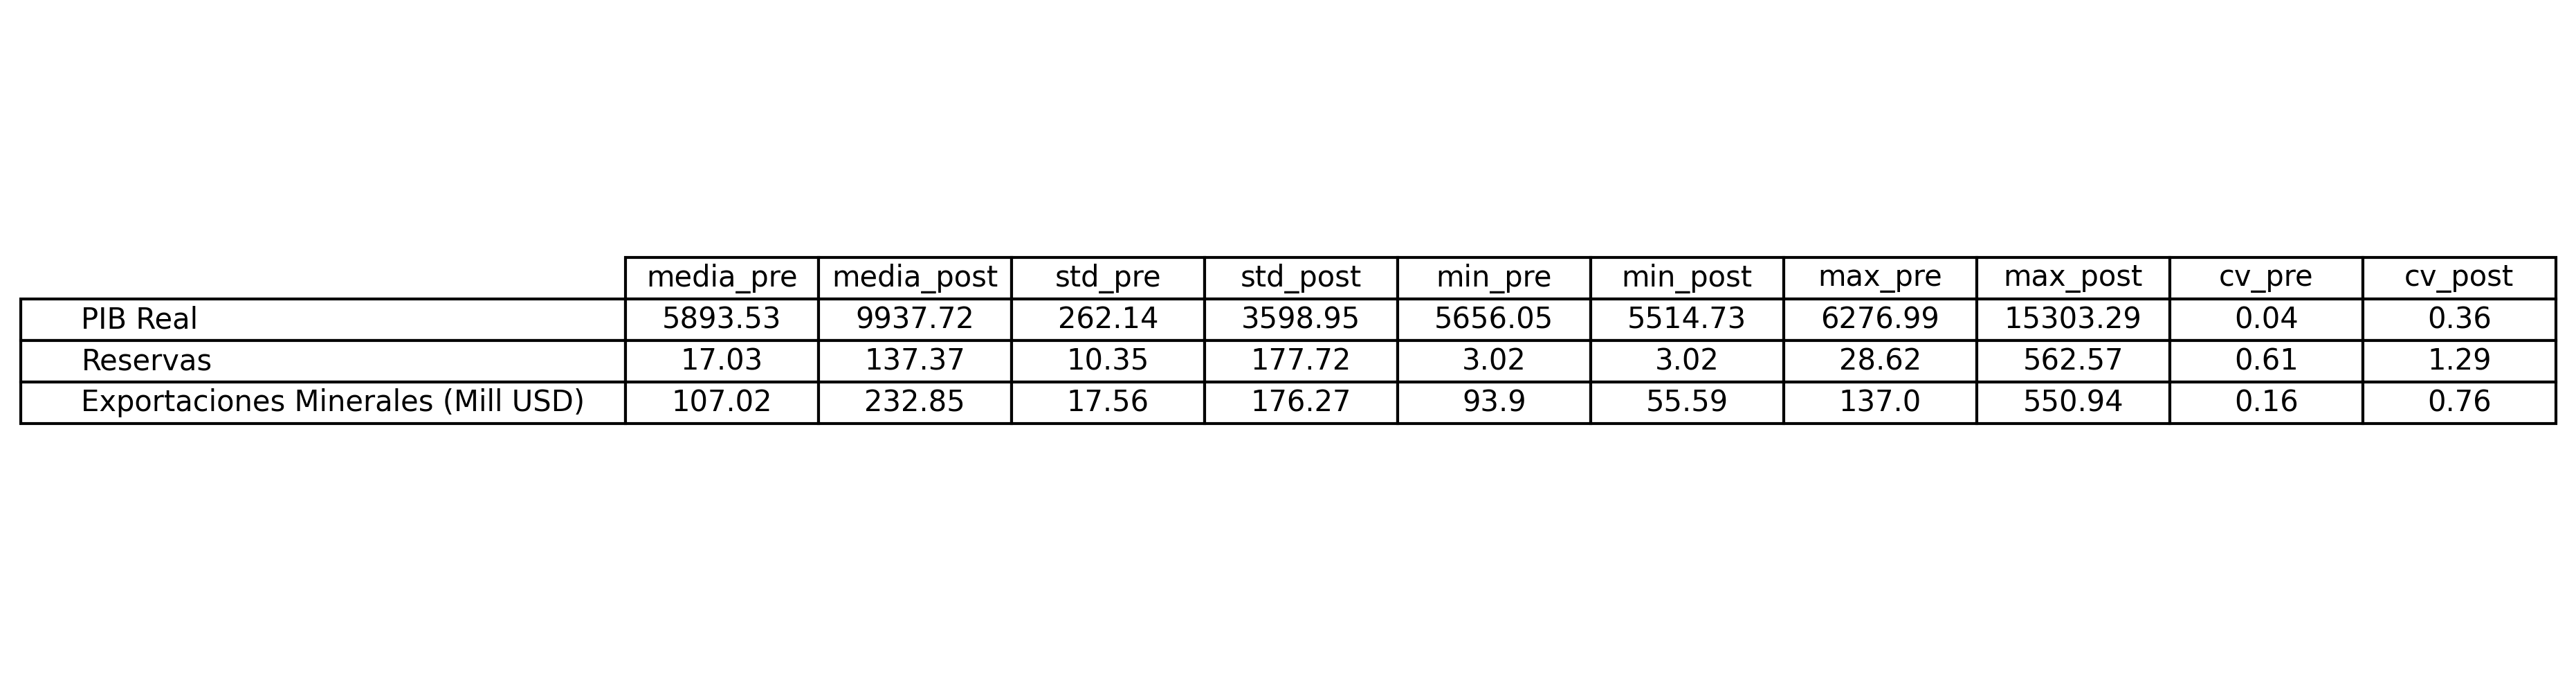 media_pre media_post std_pre std_post min_pre min_post max_pre max_post cv_pre cv_post
PIB Real 5893.53 9937.72 262.14 3598.95 5656.05 5514.73 6276.99 15303.29 0.04 0.36
Reservas 17.03 137.37 10.35 177.72 3.02 3.02 28.62 562.57 0.61 1.29
Exportaciones Minerales (Mill USD) 107.02 232.85 17.56 176.27 93.9 55.59 137.0 550.94 0.16 0.76